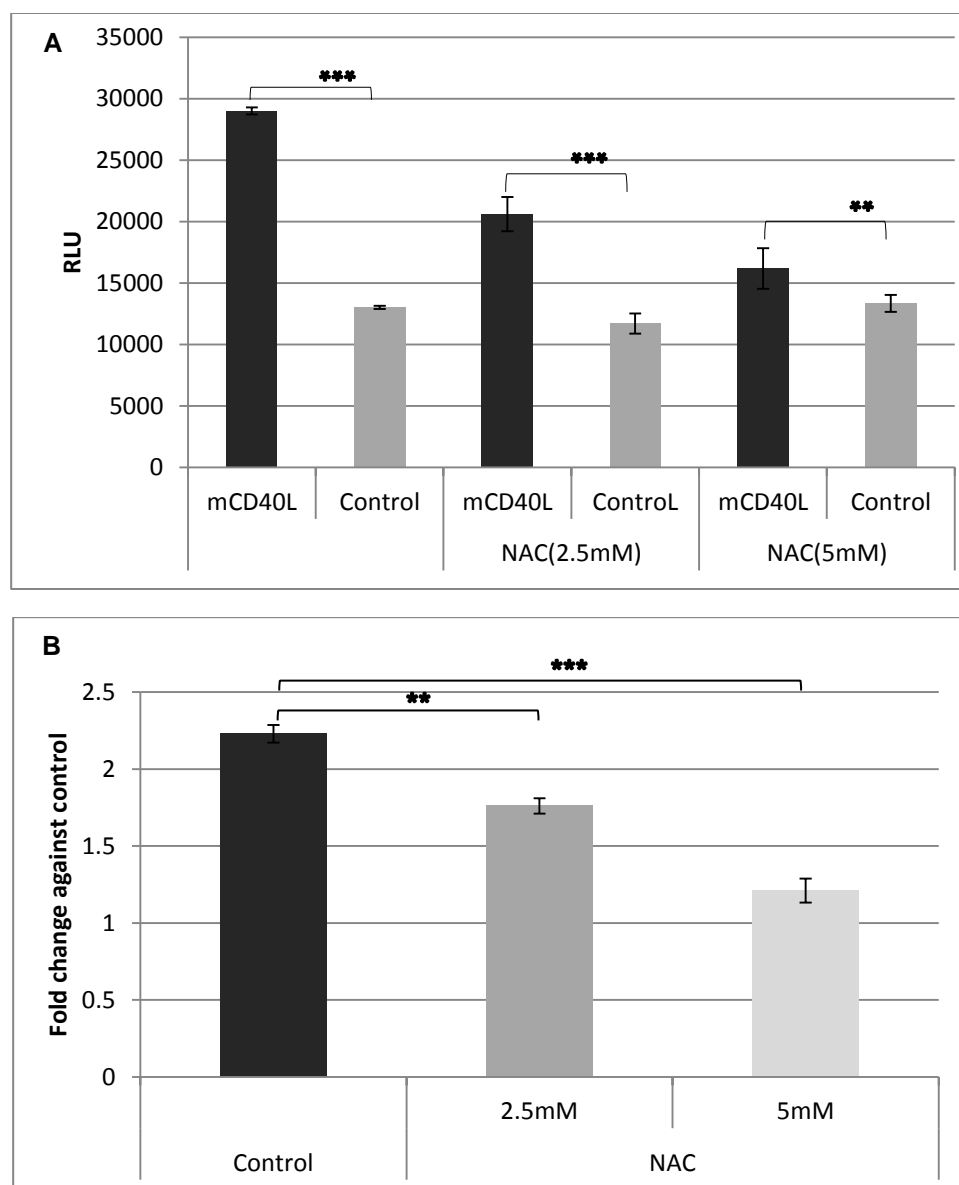 A
35000
30000
25000
20000
15000
10000
5000
0
RLU
***
***
**
mCD40L Control mCD40L ControL mCD40L Control
NAC(2.5mM) NAC(5mM)
B
2.5
2
1.5
1
0.5
0
Fold change against control
***
**
2.5mM 5mM
Control NAC